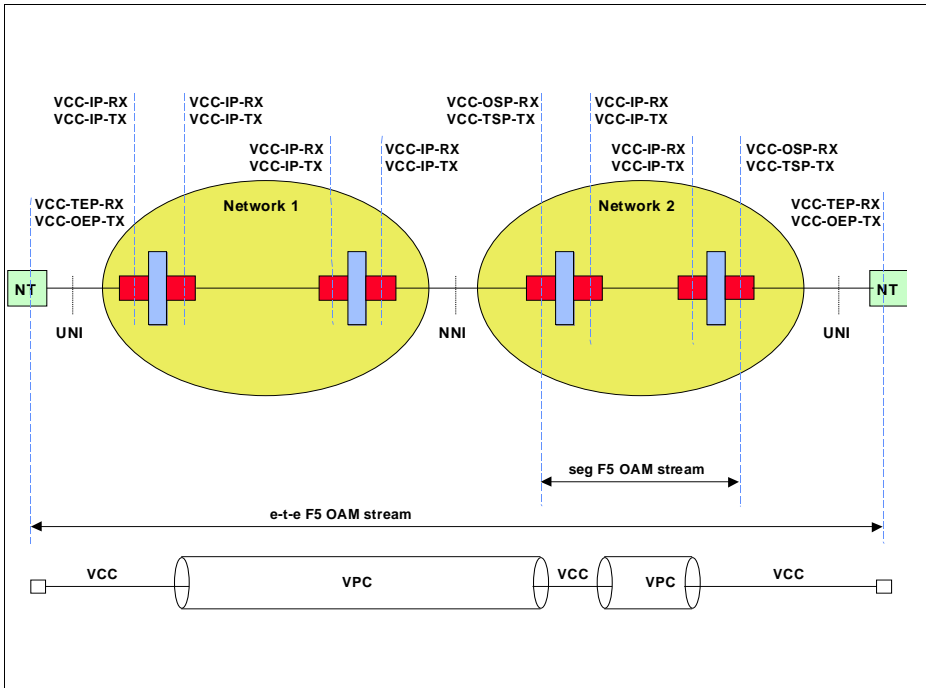 VCC-IP-RX
VCC-IP-TX
VCC-IP-RX
VCC-IP-TX
VCC-OSP-RX
VCC-TSP-TX
VCC-IP-RX
VCC-IP-TX
VCC-IP-RX
VCC-IP-TX
VCC-IP-RX
VCC-IP-TX
VCC-IP-RX
VCC-IP-TX
VCC-OSP-RX
VCC-TSP-TX
VCC-TEP-RX
VCC-OEP-TX
Network 1
Network 2
VCC-TEP-RX
VCC-OEP-TX
NT
NT
UNI
NNI
UNI
seg F5 OAM stream
e-t-e F5 OAM stream
VCC
VPC
VCC
VPC
VCC